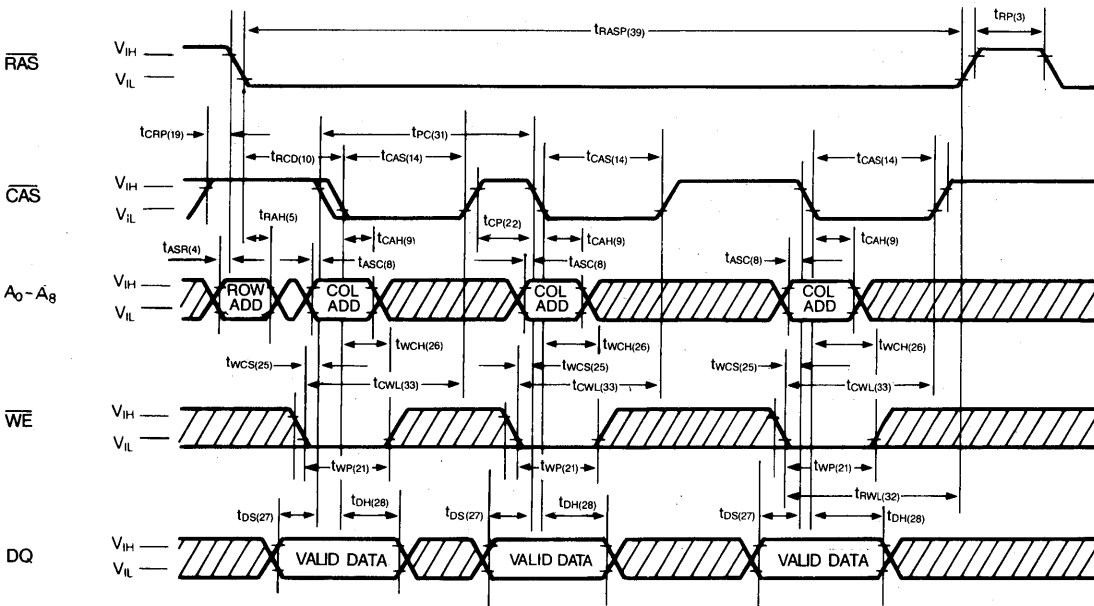 tRP(3)
tRASP(39)
RAS
VIH
VIL
tCRP(19)
tPC(31)
tRCD(10)
tCAS(14)
tCAS(14)
tCAS(14)
CAS
VIH
VIL
tRAH(5)
tCP(22)
tCAH(9)
tCAH(9)
tCAH(9)
tASR(4)
tASC(8)
tASC(8)
tASC(8)
A0 - A8
VIH
VIL
ROW ADD
COL ADD
COL ADD
COL ADD
tWCH(26)
tWCH(26)
tWCH(26)
tWCS(25)
tWCS(25)
tWCS(25)
tCWL(33)
tCWL(33)
tCWL(33)
WE
VIH
VIL
tWP(21)
tWP(21)
tWP(21)
tRWL(32)
tDS(27)
tDH(28)
tDS(27)
tDH(28)
tDS(27)
tDH(28)
DQ
VIH
VIL
VALID DATA
VALID DATA
VALID DATA